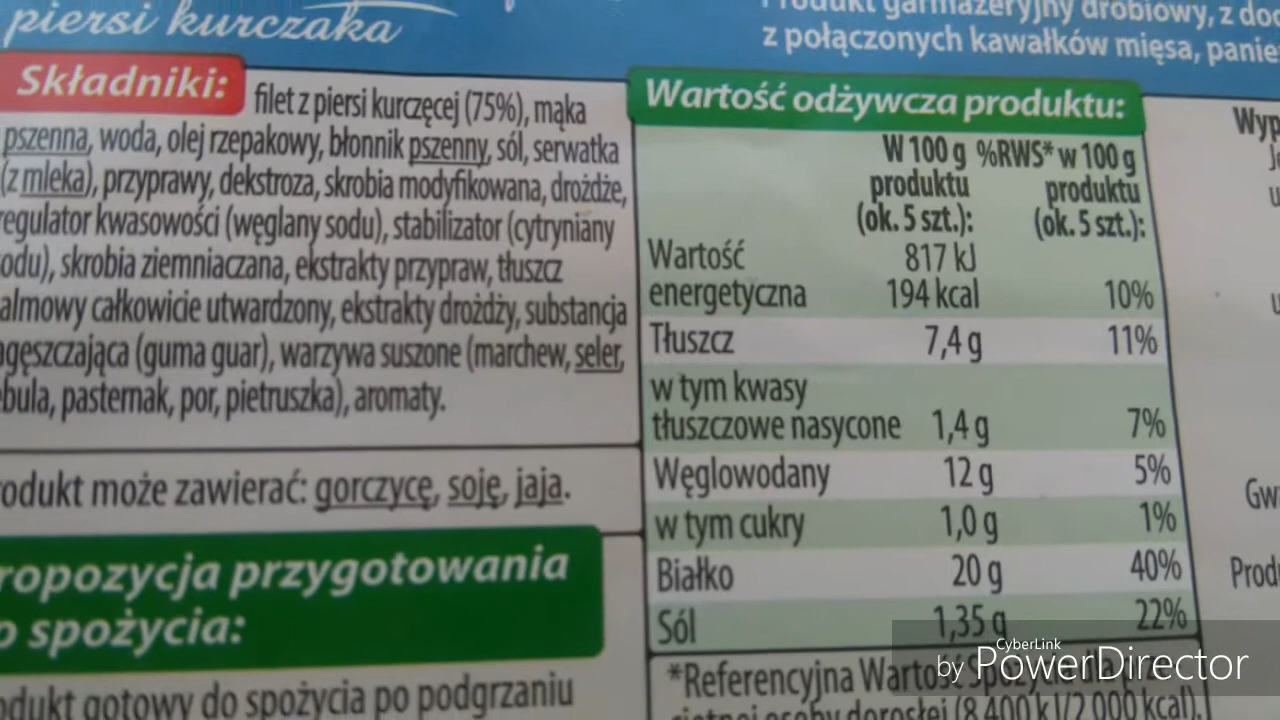 piersi kurczaka
garmażeryjny drobiowy, z
z połączonych kawałków mięsa,
Składniki:
filet z piersi kurczęcej (75%), mąka
pszenna, woda, olej rzepakowy, błonnik pszenny, sól, serwatka
(z mleka), przyprawy, dekstroza, skrobia modyfikowana, drożdże,
regulator kwasowości (węglany sodu), stabilizator (cytryniany
odu), skrobia ziemniaczana, ekstrakty przypraw, tłuszcz
almowy całkowicie utwardzony, ekstrakty drożdży, substancja
agęszczająca (guma guar), warzywa suszone (marchew, seler,
ebula, pasternak, por, pietruszka), aromaty.
rodukt może zawierać: gorczycę, soję, jaja.
ropozycja przygotowania
o spożycia:
odukt gotowy do spożycia po podgrzaniu
Wartość odżywcza produktu:
W 100 g %RWS* w 100 g
produktu produktu
(ok. 5 szt.): (ok. 5 szt.):
Wartość 817 kJ
energetyczna 194 kcal 10%
Tłuszcz 7,4 g 11%
w tym kwasy
tłuszczowe nasycone 1,4 g 7%
Węglowodany 12 g 5%
w tym cukry 1,0 g 1%
Białko 20 g 40%
Sól 1,35 g 22%
*Referencyjna Wartość Spożycia dla
osoby dorosłej (8 400 kJ/2 000 kcal).
CyberLink
by PowerDirector